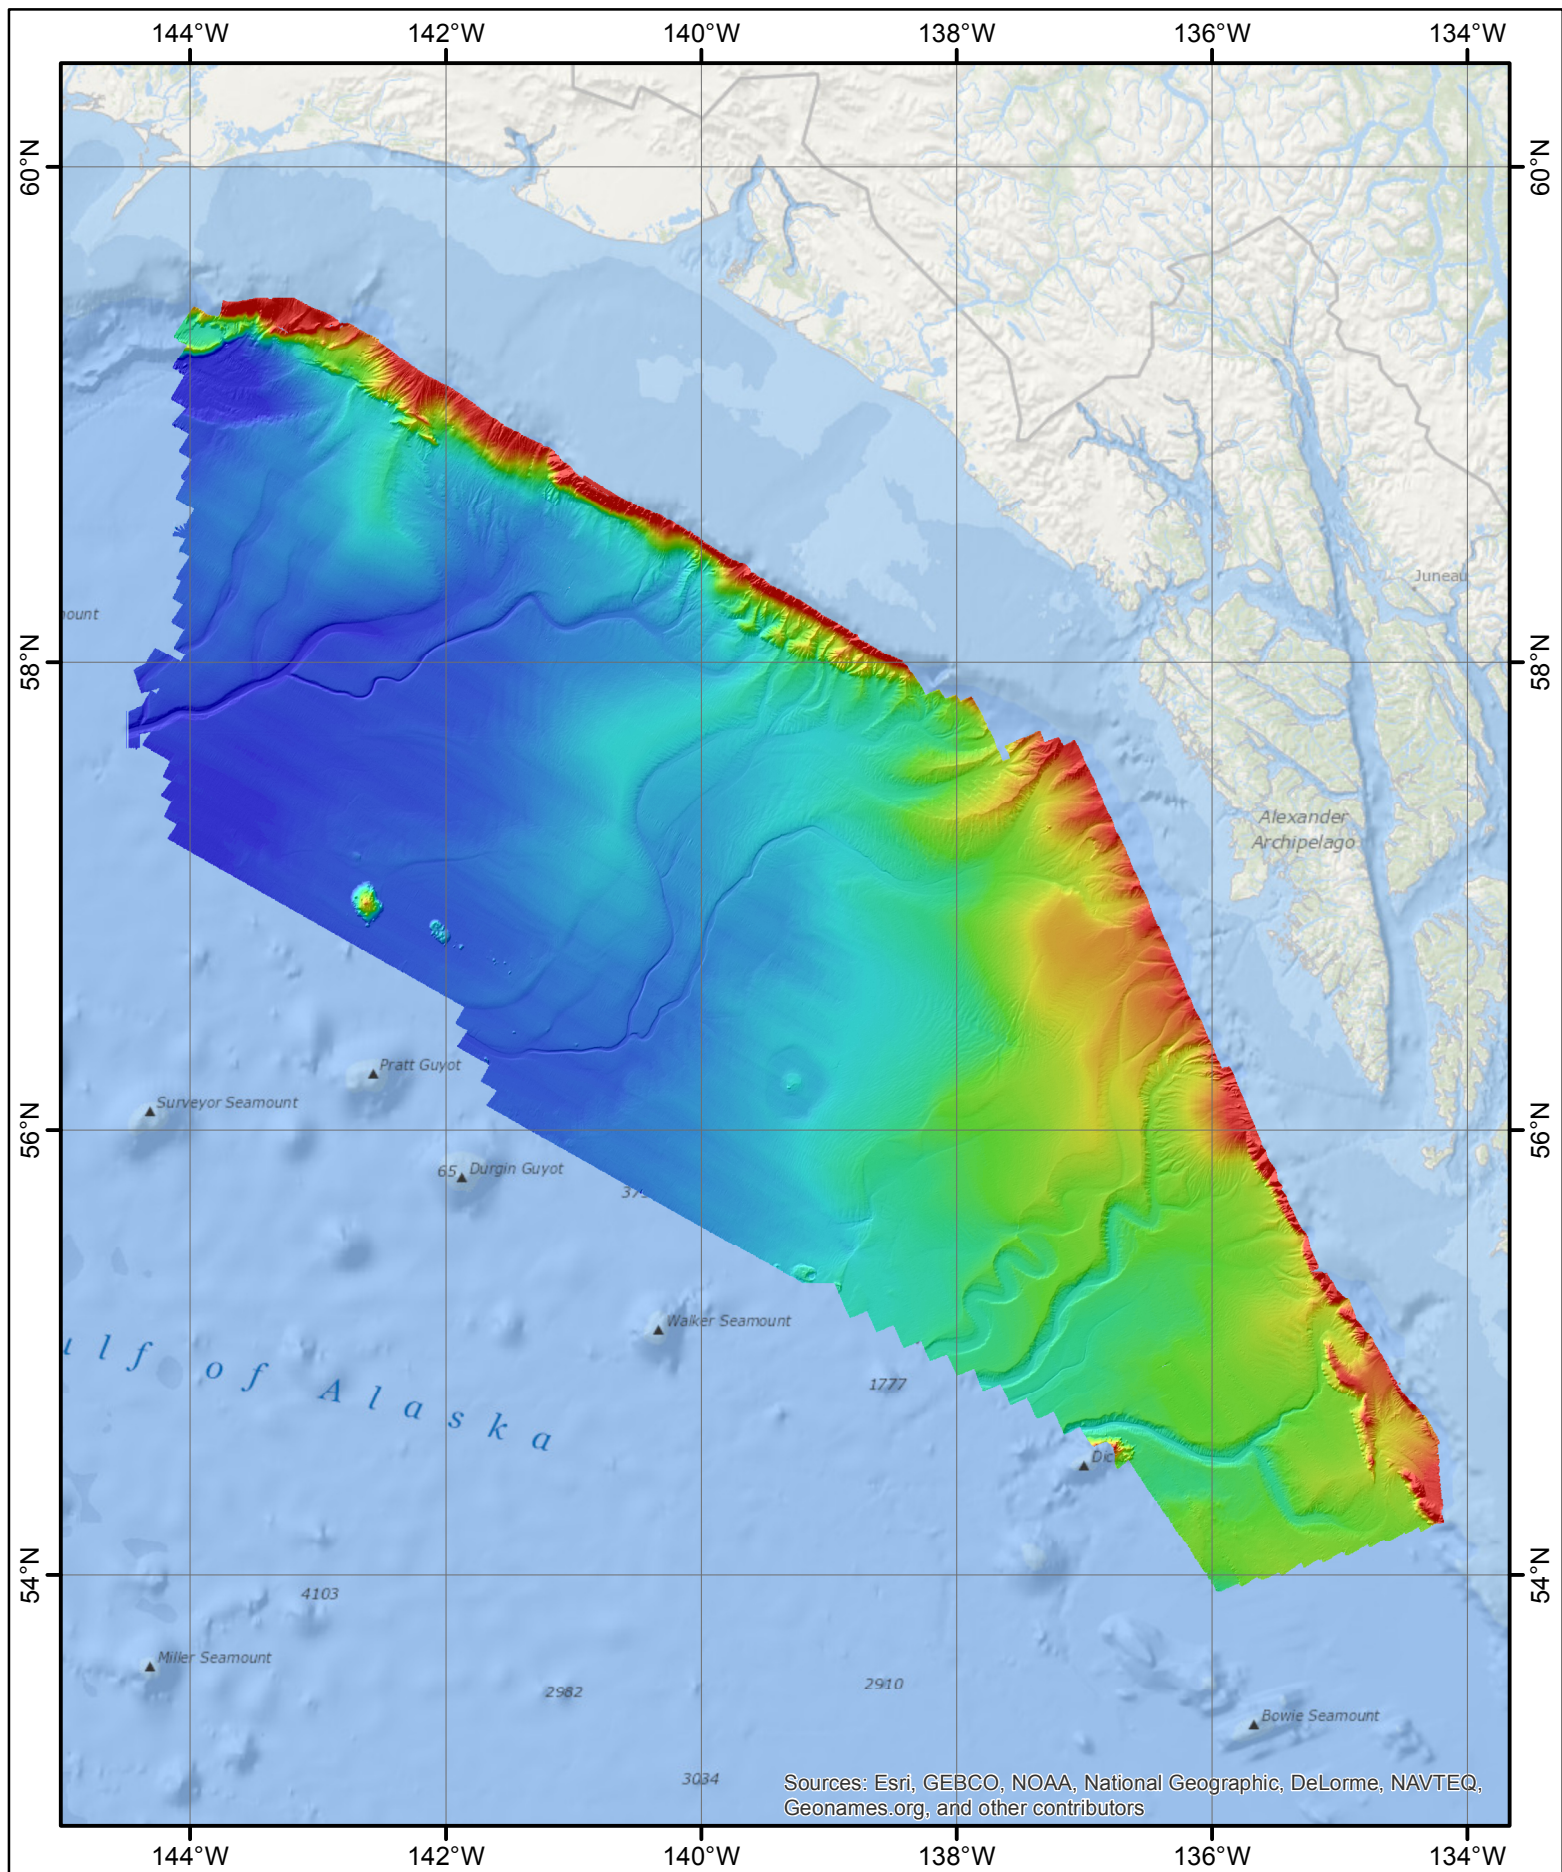 144°W 142°W 140°W 138°W 136°W 134°W
60°N 60°N
Juneau
ount
58°N 58°N
Alexander
Archipelago
Pratt Guyot
Surveyor Seamount
56°N 56°N
65 Durgin Guyot
Walker Seamount
ulf of Alaska
1777
Dic
54°N 54°N
4103
Miller Seamount
2982
2910
Bowie Seamount
3034
Sources: Esri, GEBCO, NOAA, National Geographic, DeLorme, NAVTEQ,
Geonames.org, and other contributors
144°W 142°W 140°W 138°W 136°W 134°W